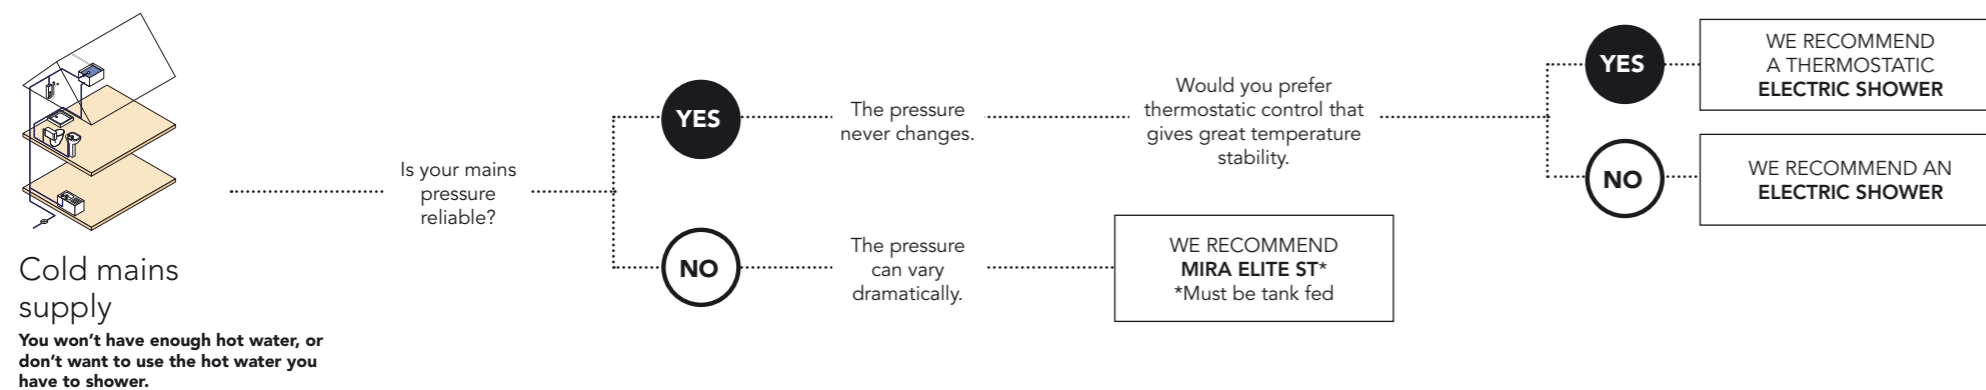 Cold mains
supply
You won't have enough hot water, or
don't want to use the hot water you
have to shower.
Is your mains
pressure
reliable?
YES
The pressure
never changes.
Would you prefer
thermostatic control that
gives great temperature
stability.
YES
WE RECOMMEND
A THERMOSTATIC
ELECTRIC SHOWER
NO
WE RECOMMEND AN
ELECTRIC SHOWER
NO
The pressure
can vary
dramatically.
WE RECOMMEND
MIRA ELITE ST*
*Must be tank fed